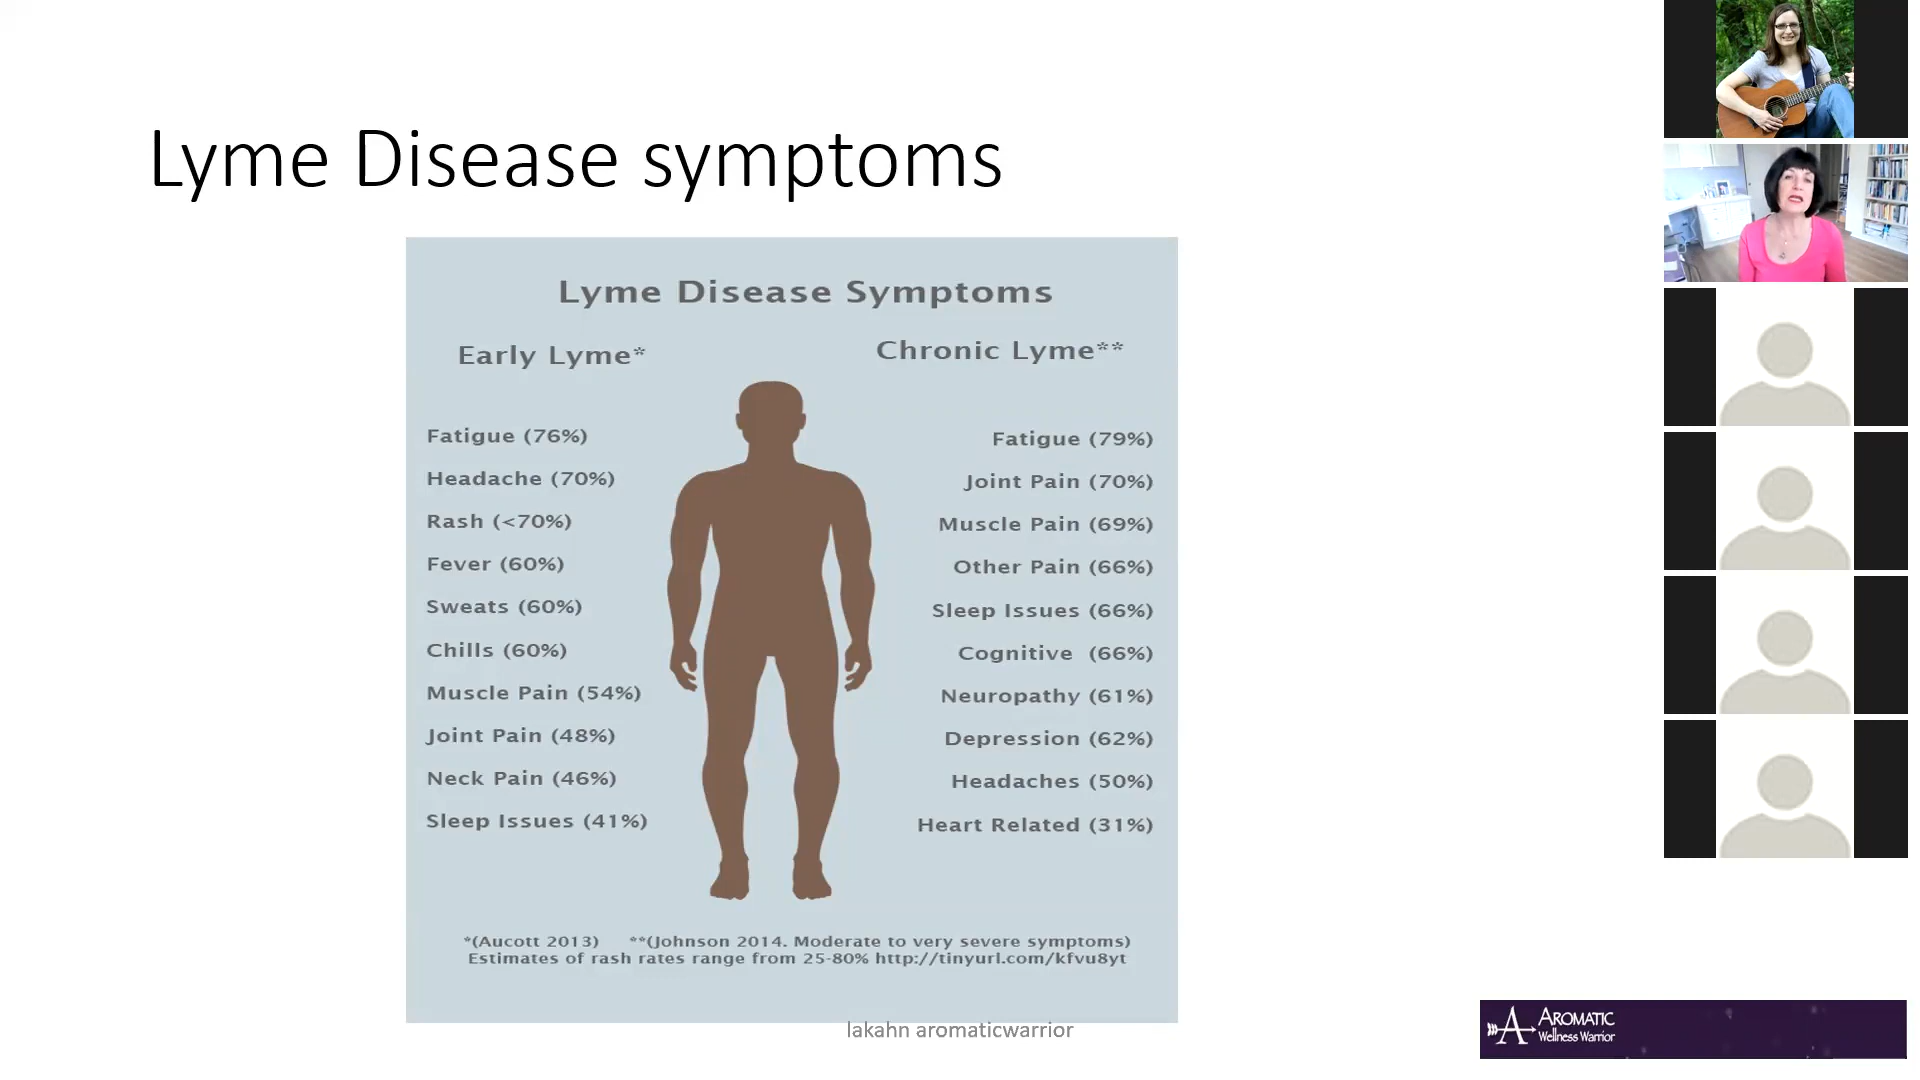 Lyme Disease symptoms
Lyme Disease Symptoms
Early Lyme*
Fatigue (76%)
Headache (70%)
Rash (<70%)
Fever (60%)
Sweats (60%)
Chills (60%)
Muscle Pain (54%)
Joint Pain (48%)
Neck Pain (46%)
Sleep Issues (41%)
Chronic Lyme**
Fatigue (79%)
Joint Pain (70%)
Muscle Pain (69%)
Other Pain (66%)
Sleep Issues (66%)
Cognitive (66%)
Neuropathy (61%)
Depression (62%)
Headaches (50%)
Heart Related (31%)
*(Aucott 2013) **(Johnson 2014. Moderate to very severe symptoms)
Estimates of rash rates range from 25-80% http://tinyurl.com/kfvu8yt
lakahn aromaticwarrior
A AROMATIC
Wellness Warrior